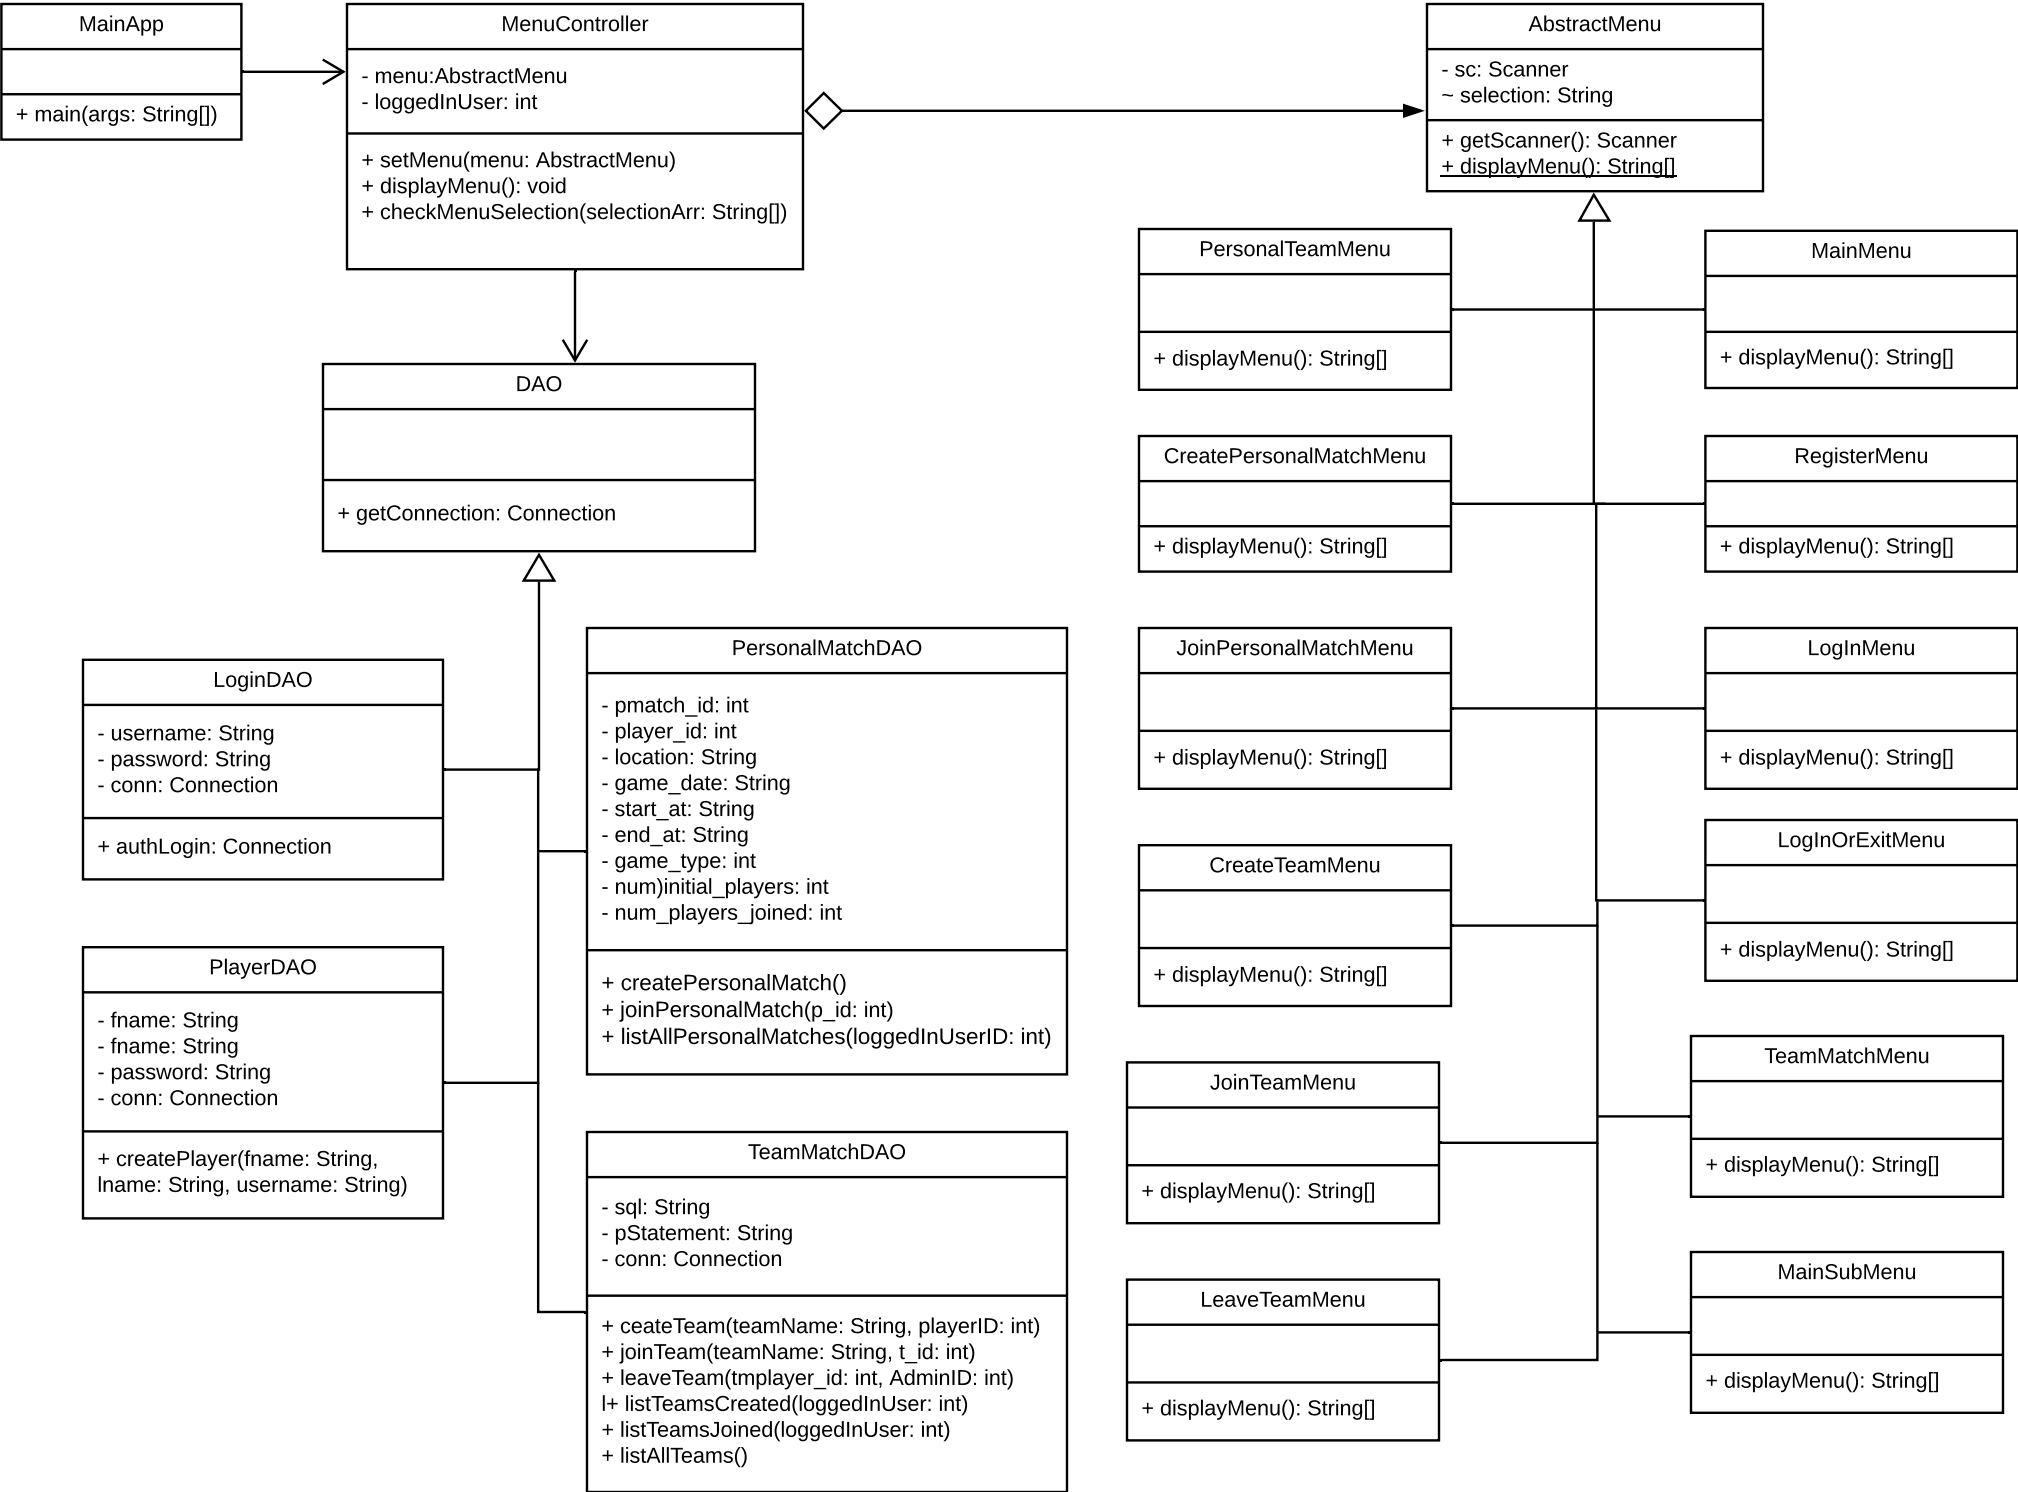 MainApp
+ main(args: String[])
MenuController
- menu:AbstractMenu
- loggedInUser: int
+ setMenu(menu: AbstractMenu)
+ displayMenu(): void
+ checkMenuSelection(selectionArr: String[])
AbstractMenu
- sc: Scanner
~ selection: String
+ getScanner(): Scanner
+ displayMenu(): String[]
DAO
+ getConnection: Connection
LoginDAO
- username: String
- password: String
- conn: Connection
+ authLogin: Connection
PlayerDAO
- fname: String
- fname: String
- password: String
- conn: Connection
+ createPlayer(fname: String,
lname: String, username: String)
PersonalMatchDAO
- pmatch_id: int
- player_id: int
- location: String
- game_date: String
- start_at: String
- end_at: String
- game_type: int
- num)initial_players: int
- num_players_joined: int
+ createPersonalMatch()
+ joinPersonalMatch(p_id: int)
+ listAllPersonalMatches(loggedInUserID: int)
TeamMatchDAO
- sql: String
- pStatement: String
- conn: Connection
+ ceateTeam(teamName: String, playerID: int)
+ joinTeam(teamName: String, t_id: int)
+ leaveTeam(tmplayer_id: int, AdminID: int)
l+ listTeamsCreated(loggedInUser: int)
+ listTeamsJoined(loggedInUser: int)
+ listAllTeams()
PersonalTeamMenu
+ displayMenu(): String[]
MainMenu
+ displayMenu(): String[]
CreatePersonalMatchMenu
+ displayMenu(): String[]
RegisterMenu
+ displayMenu(): String[]
JoinPersonalMatchMenu
+ displayMenu(): String[]
LogInMenu
+ displayMenu(): String[]
CreateTeamMenu
+ displayMenu(): String[]
LogInOrExitMenu
+ displayMenu(): String[]
JoinTeamMenu
+ displayMenu(): String[]
TeamMatchMenu
+ displayMenu(): String[]
LeaveTeamMenu
+ displayMenu(): String[]
MainSubMenu
+ displayMenu(): String[]